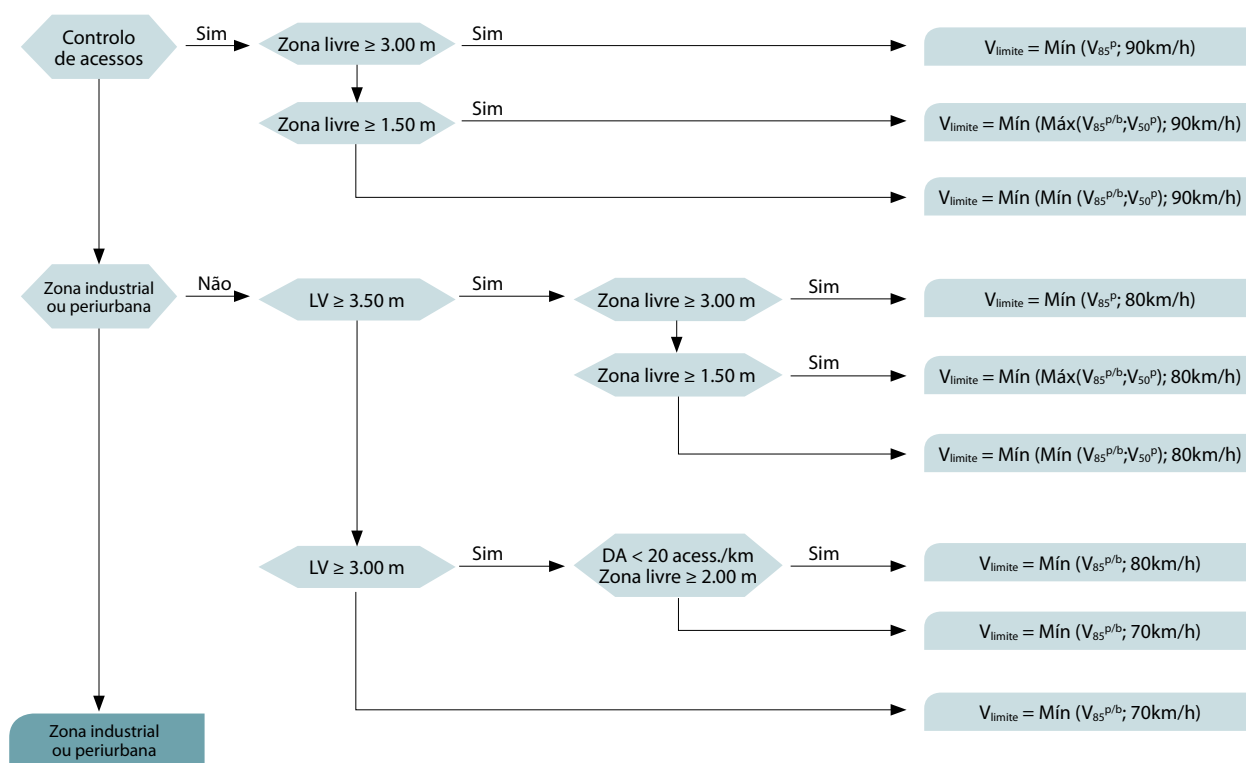 Controlo
de acessos
Sim
Zona livre ≥ 3.00 m
Sim
Vlimite = Mín (V85p; 90km/h)
Zona livre ≥ 1.50 m
Sim
Vlimite = Mín (Máx(V85p/b;V50p); 90km/h)
Vlimite = Mín (Mín (V85p/b;V50p); 90km/h)
Zona industrial
ou periurbana
Não
LV ≥ 3.50 m
Sim
Zona livre ≥ 3.00 m
Sim
Vlimite = Mín (V85p; 80km/h)
Zona livre ≥ 1.50 m
Sim
Vlimite = Mín (Máx(V85p/b;V50p); 80km/h)
Vlimite = Mín (Mín (V85p/b;V50p); 80km/h)
LV ≥ 3.00 m
Sim
DA < 20 acess./km
Zona livre ≥ 2.00 m
Sim
Vlimite = Mín (V85p/b; 80km/h)
Vlimite = Mín (V85p/b; 70km/h)
Vlimite = Mín (V85p/b; 70km/h)
Zona industrial
ou periurbana